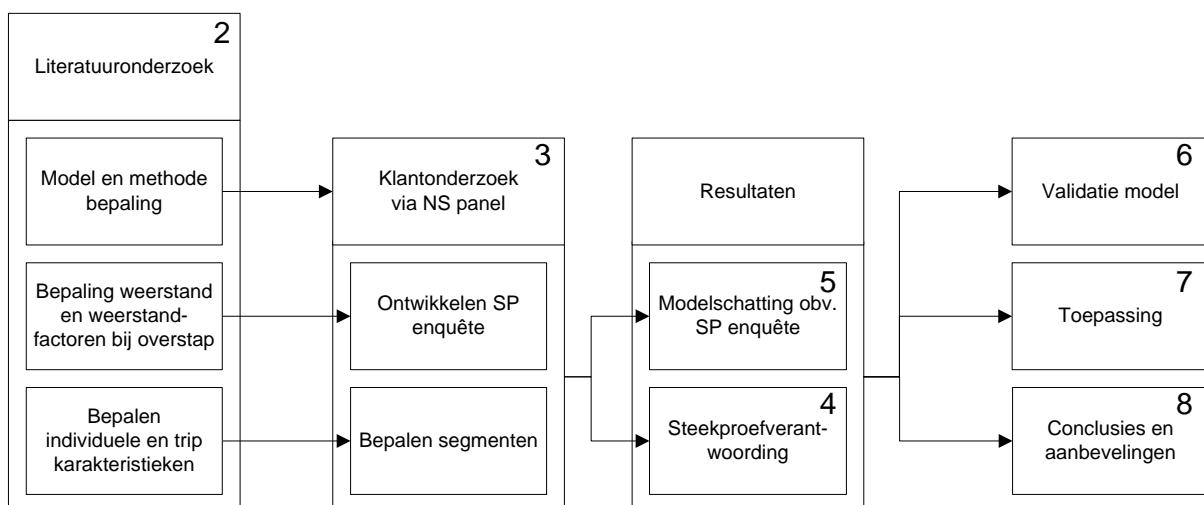 2
Literatuuronderzoek
Model en methode
bepaling
Bepaling weerstand
en weerstand-
factoren bij overstap
Bepalen
individuele en trip
karakteristieken
3
Klantonderzoek
via NS panel
Ontwikkelen SP
enquête
Bepalen segmenten
Resultaten
5
Modelschatting obv.
SP enquête
4
Steekproefverant-
woording
6
Validatie model
7
Toepassing
8
Conclusies en
aanbevelingen